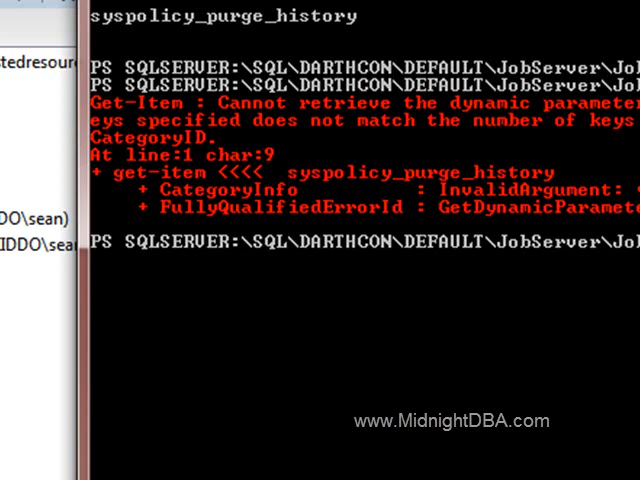 syspolicy_purge_history
stedresour
PS SQLSERVER:\SQL\DARTHCON\DEFAULT\JobServer\Jo
PS SQLSERVER:\SQL\DARTHCON\DEFAULT\JobServer\Jo
Get-Item : Cannot retrieve the dynamic parameter
eys specified does not match the number of keys
CategoryID.
At line:1 char:9
+ get-item <<<< syspolicy_purge_history
+ CategoryInfo : InvalidArgument:
+ FullyQualifiedErrorId : GetDynamicParamete
DO\sean)
IDDO\sea
PS SQLSERVER:\SQL\DARTHCON\DEFAULT\JobServer\Jo
www.MidnightDBA.com